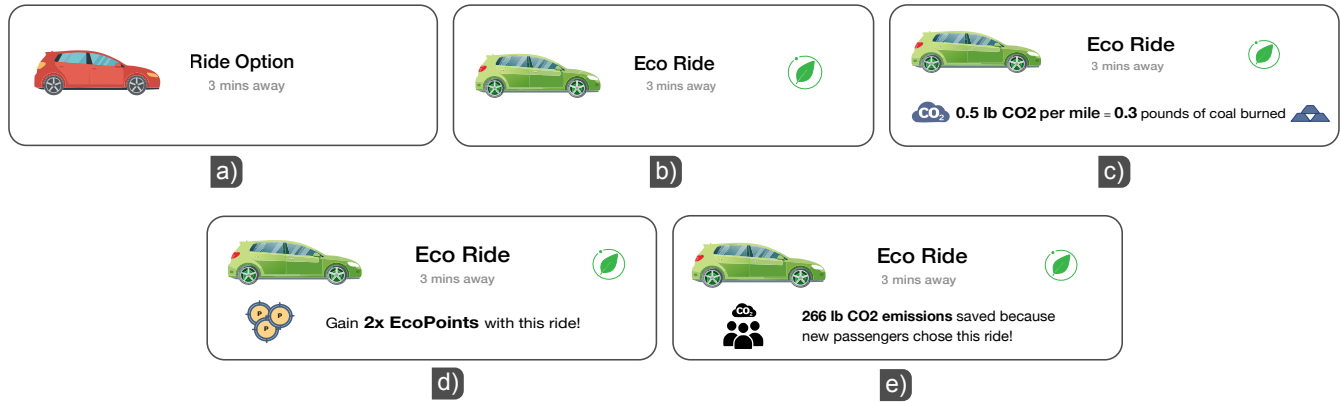 Ride Option
3 mins away
a)
Eco Ride
3 mins away
b)
Eco Ride
3 mins away
CO2 0.5 lb CO2 per mile = 0.3 pounds of coal burned
c)
Eco Ride
3 mins away
P P P
Gain 2x EcoPoints with this ride!
d)
Eco Ride
3 mins away
CO2
266 lb CO2 emissions saved because
new passengers chose this ride!
e)